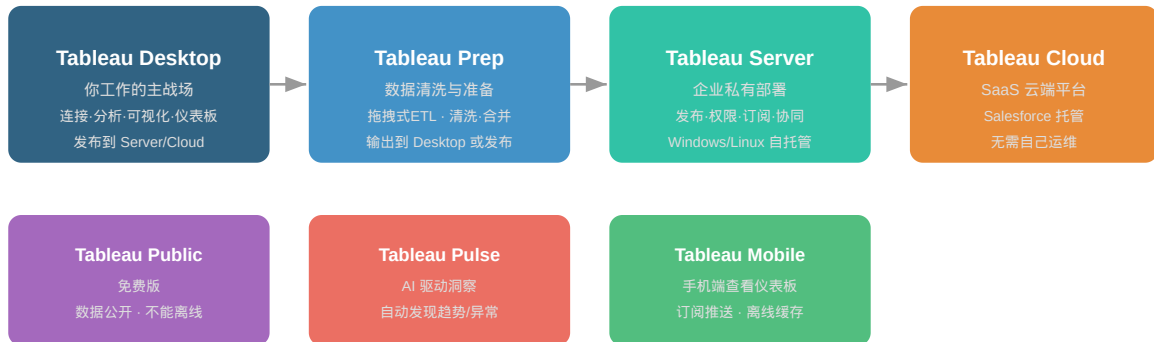 Tableau Desktop
你工作的主战场
连接·分析·可视化·仪表板
发布到 Server/Cloud
Tableau Prep
数据清洗与准备
拖拽式ETL · 清洗·合并
输出到 Desktop 或发布
Tableau Server
企业私有部署
发布·权限·订阅·协同
Windows/Linux 自托管
Tableau Cloud
SaaS 云端平台
Salesforce 托管
无需自己运维
Tableau Public
免费版
数据公开 · 不能离线
Tableau Pulse
AI 驱动洞察
自动发现趋势/异常
Tableau Mobile
手机端查看仪表板
订阅推送 · 离线缓存